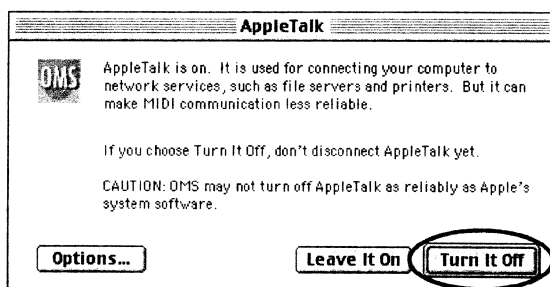 AppleTalk
OMS
AppleTalk is on. It is used for connecting your computer to
network services, such as file servers and printers. But it can
make MIDI communication less reliable.
If you choose Turn It Off, don't disconnect AppleTalk yet.
CAUTION: OMS may not turn off AppleTalk as reliably as Apple's
system software.
Options...
Leave It On
Turn It Off